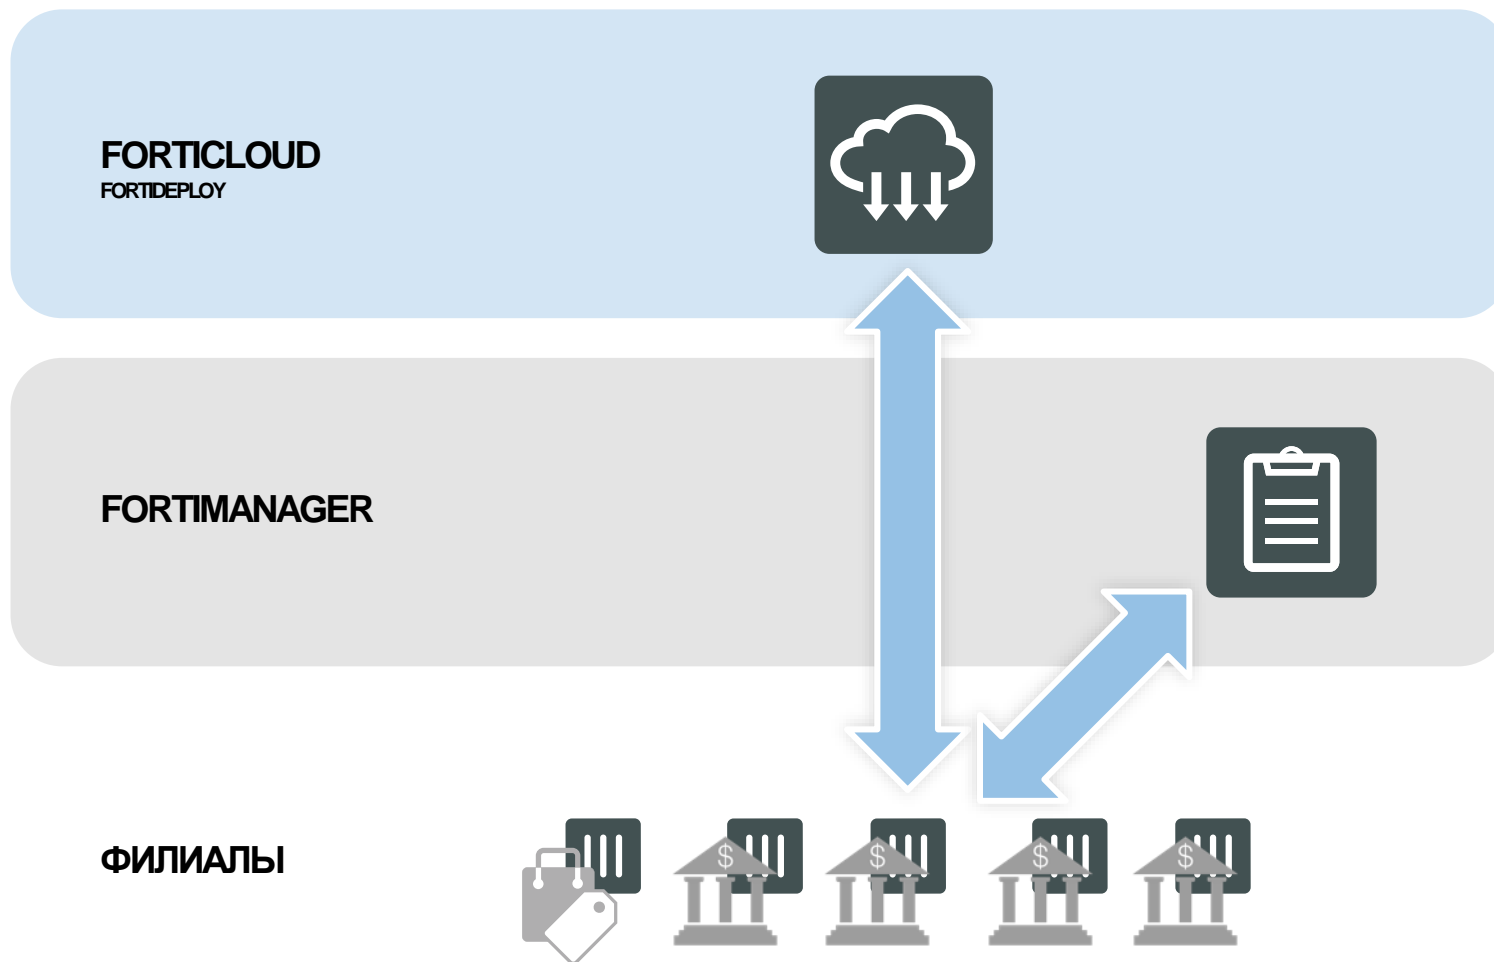 FORTICLOUD
FORTIDEPLOY
FORTIMANAGER
ФИЛИАЛЫ
$ $ $ $